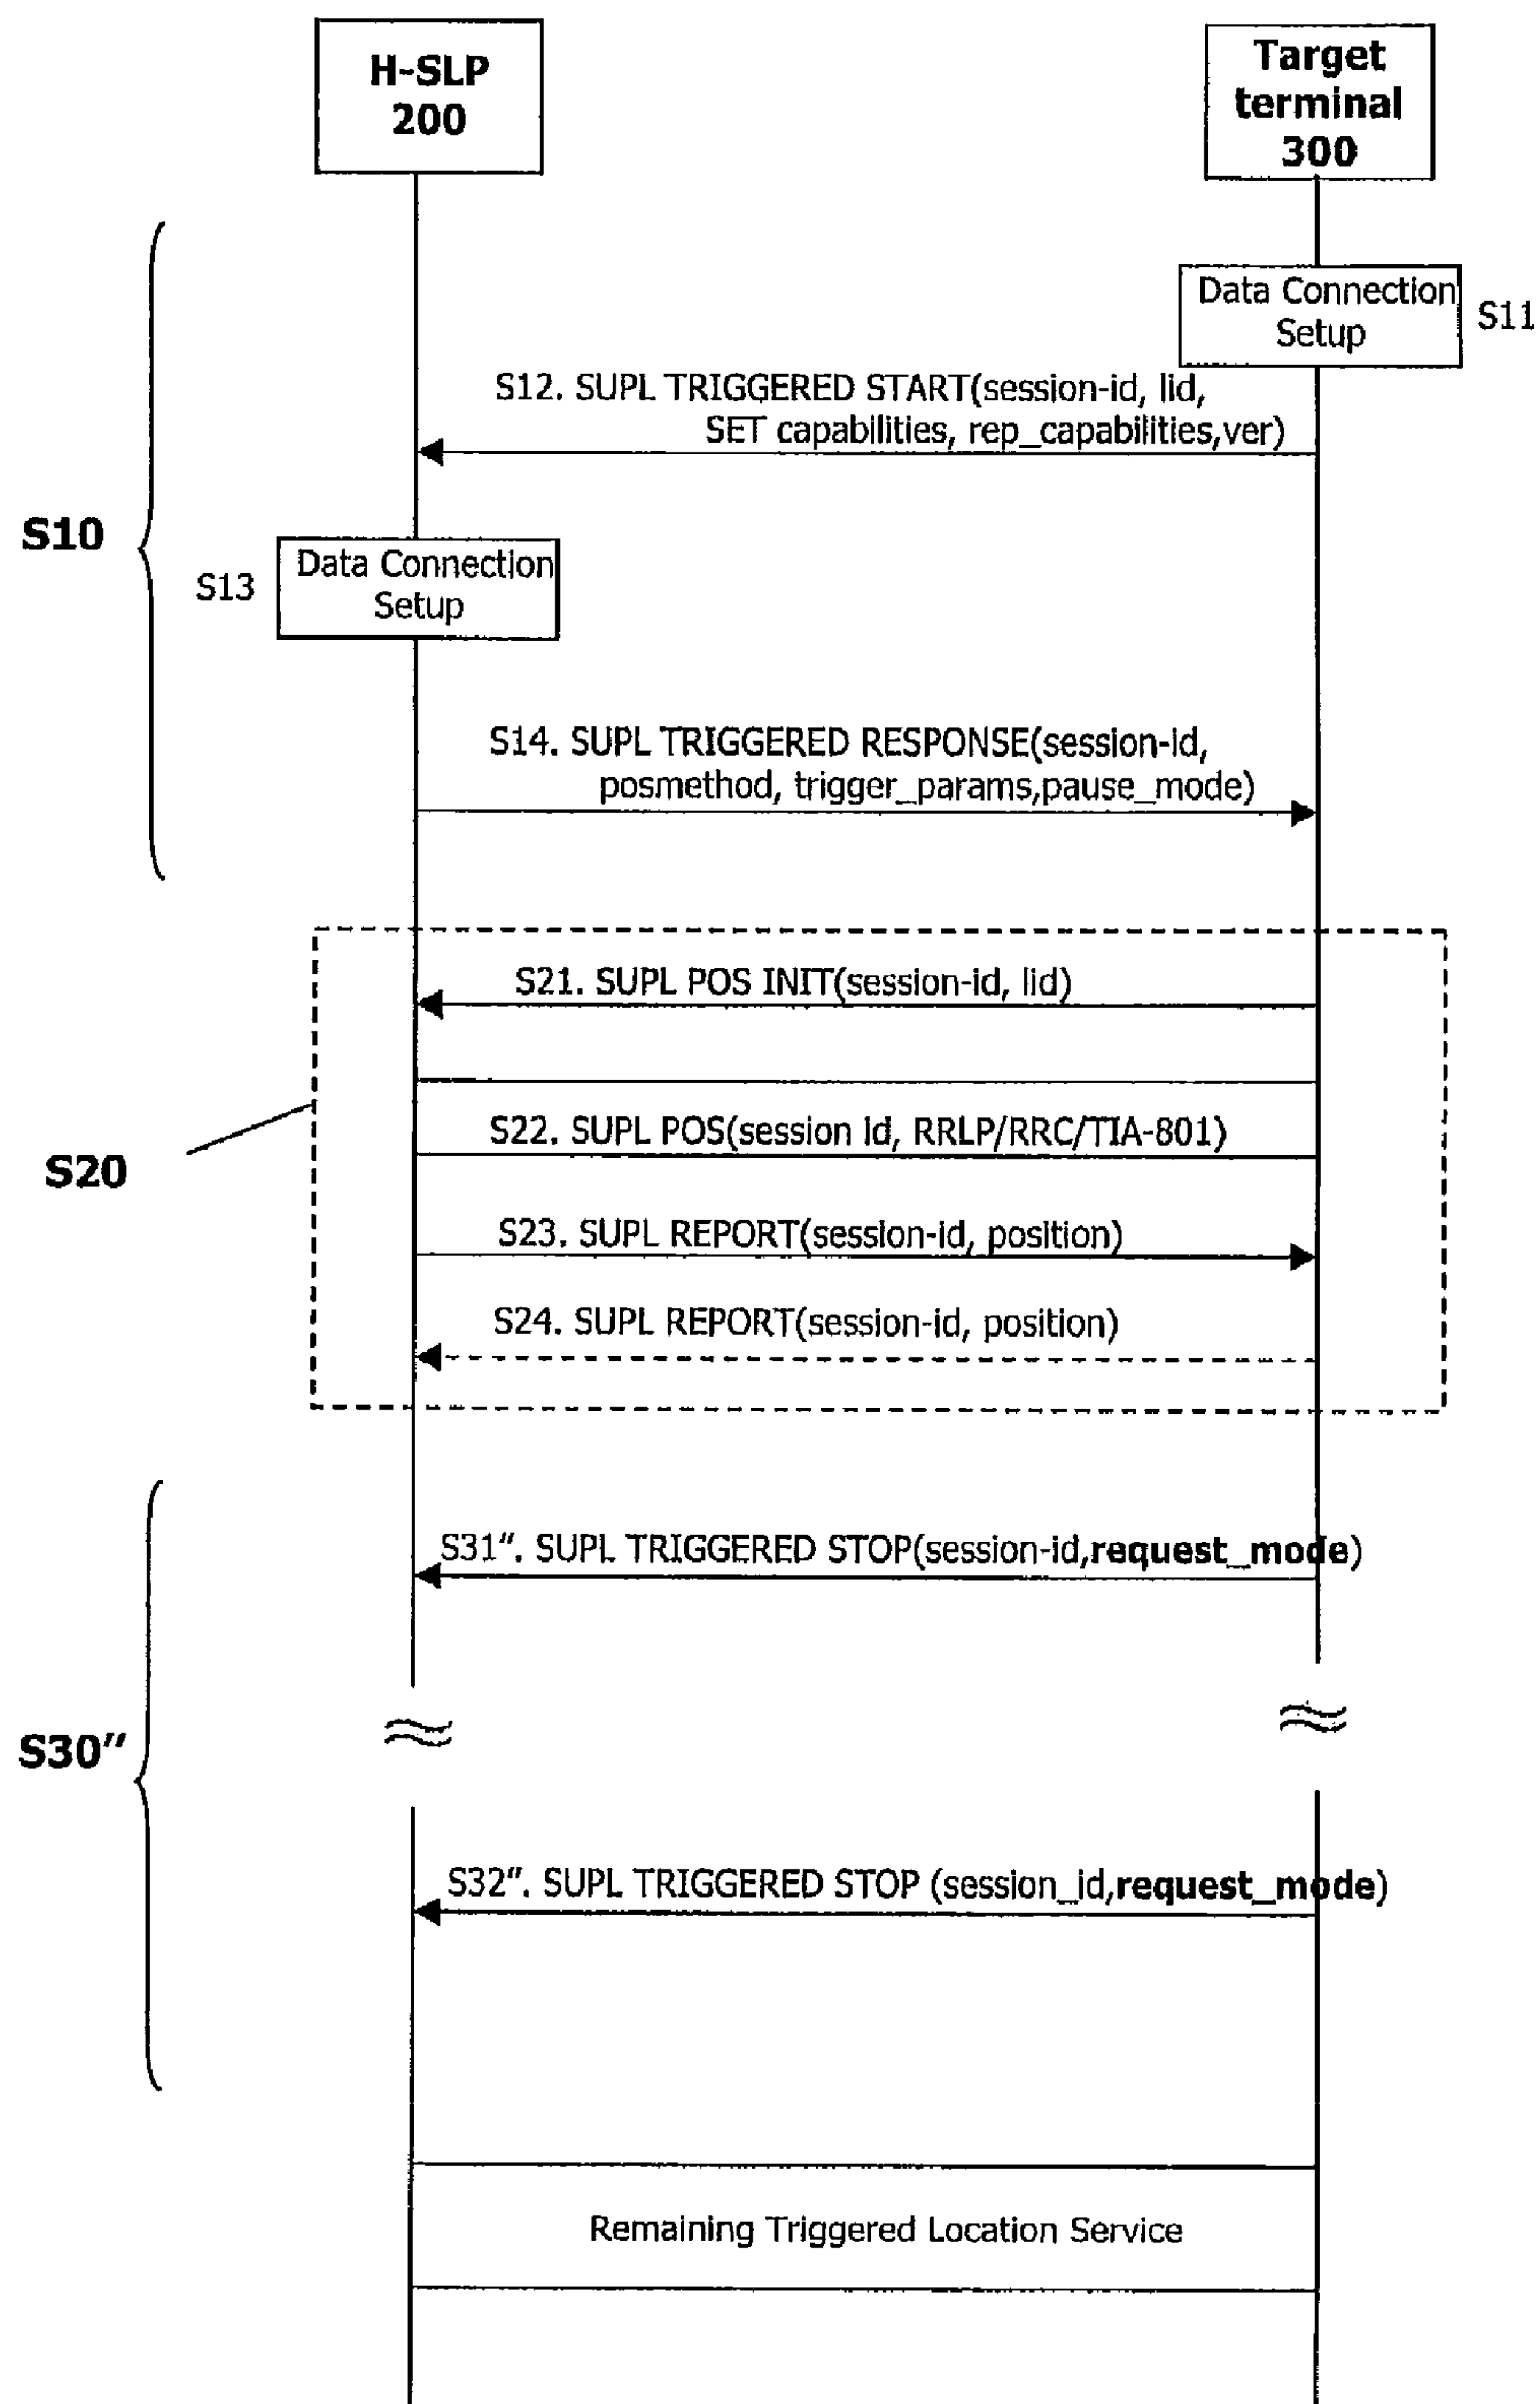 H-SLP
200
Target
terminal
300
Data Connection
Setup
S11
S12. SUPL TRIGGERED START(session-id, lid,
SET capabilities, rep_capabilities,ver)
S10
S13
Data Connection
Setup
S14. SUPL TRIGGERED RESPONSE(session-id,
posmethod, trigger_params,pause_mode)
S21. SUPL POS INIT(session-id, lid)
S22. SUPL POS(session id, RRLP/RRC/TIA-801)
S20
S23. SUPL REPORT(session-id, position)
S24. SUPL REPORT(session-id, position)
S31″. SUPL TRIGGERED STOP(session-id,request_mode)
S30″
S32″. SUPL TRIGGERED STOP (session_id,request_mode)
Remaining Triggered Location Service